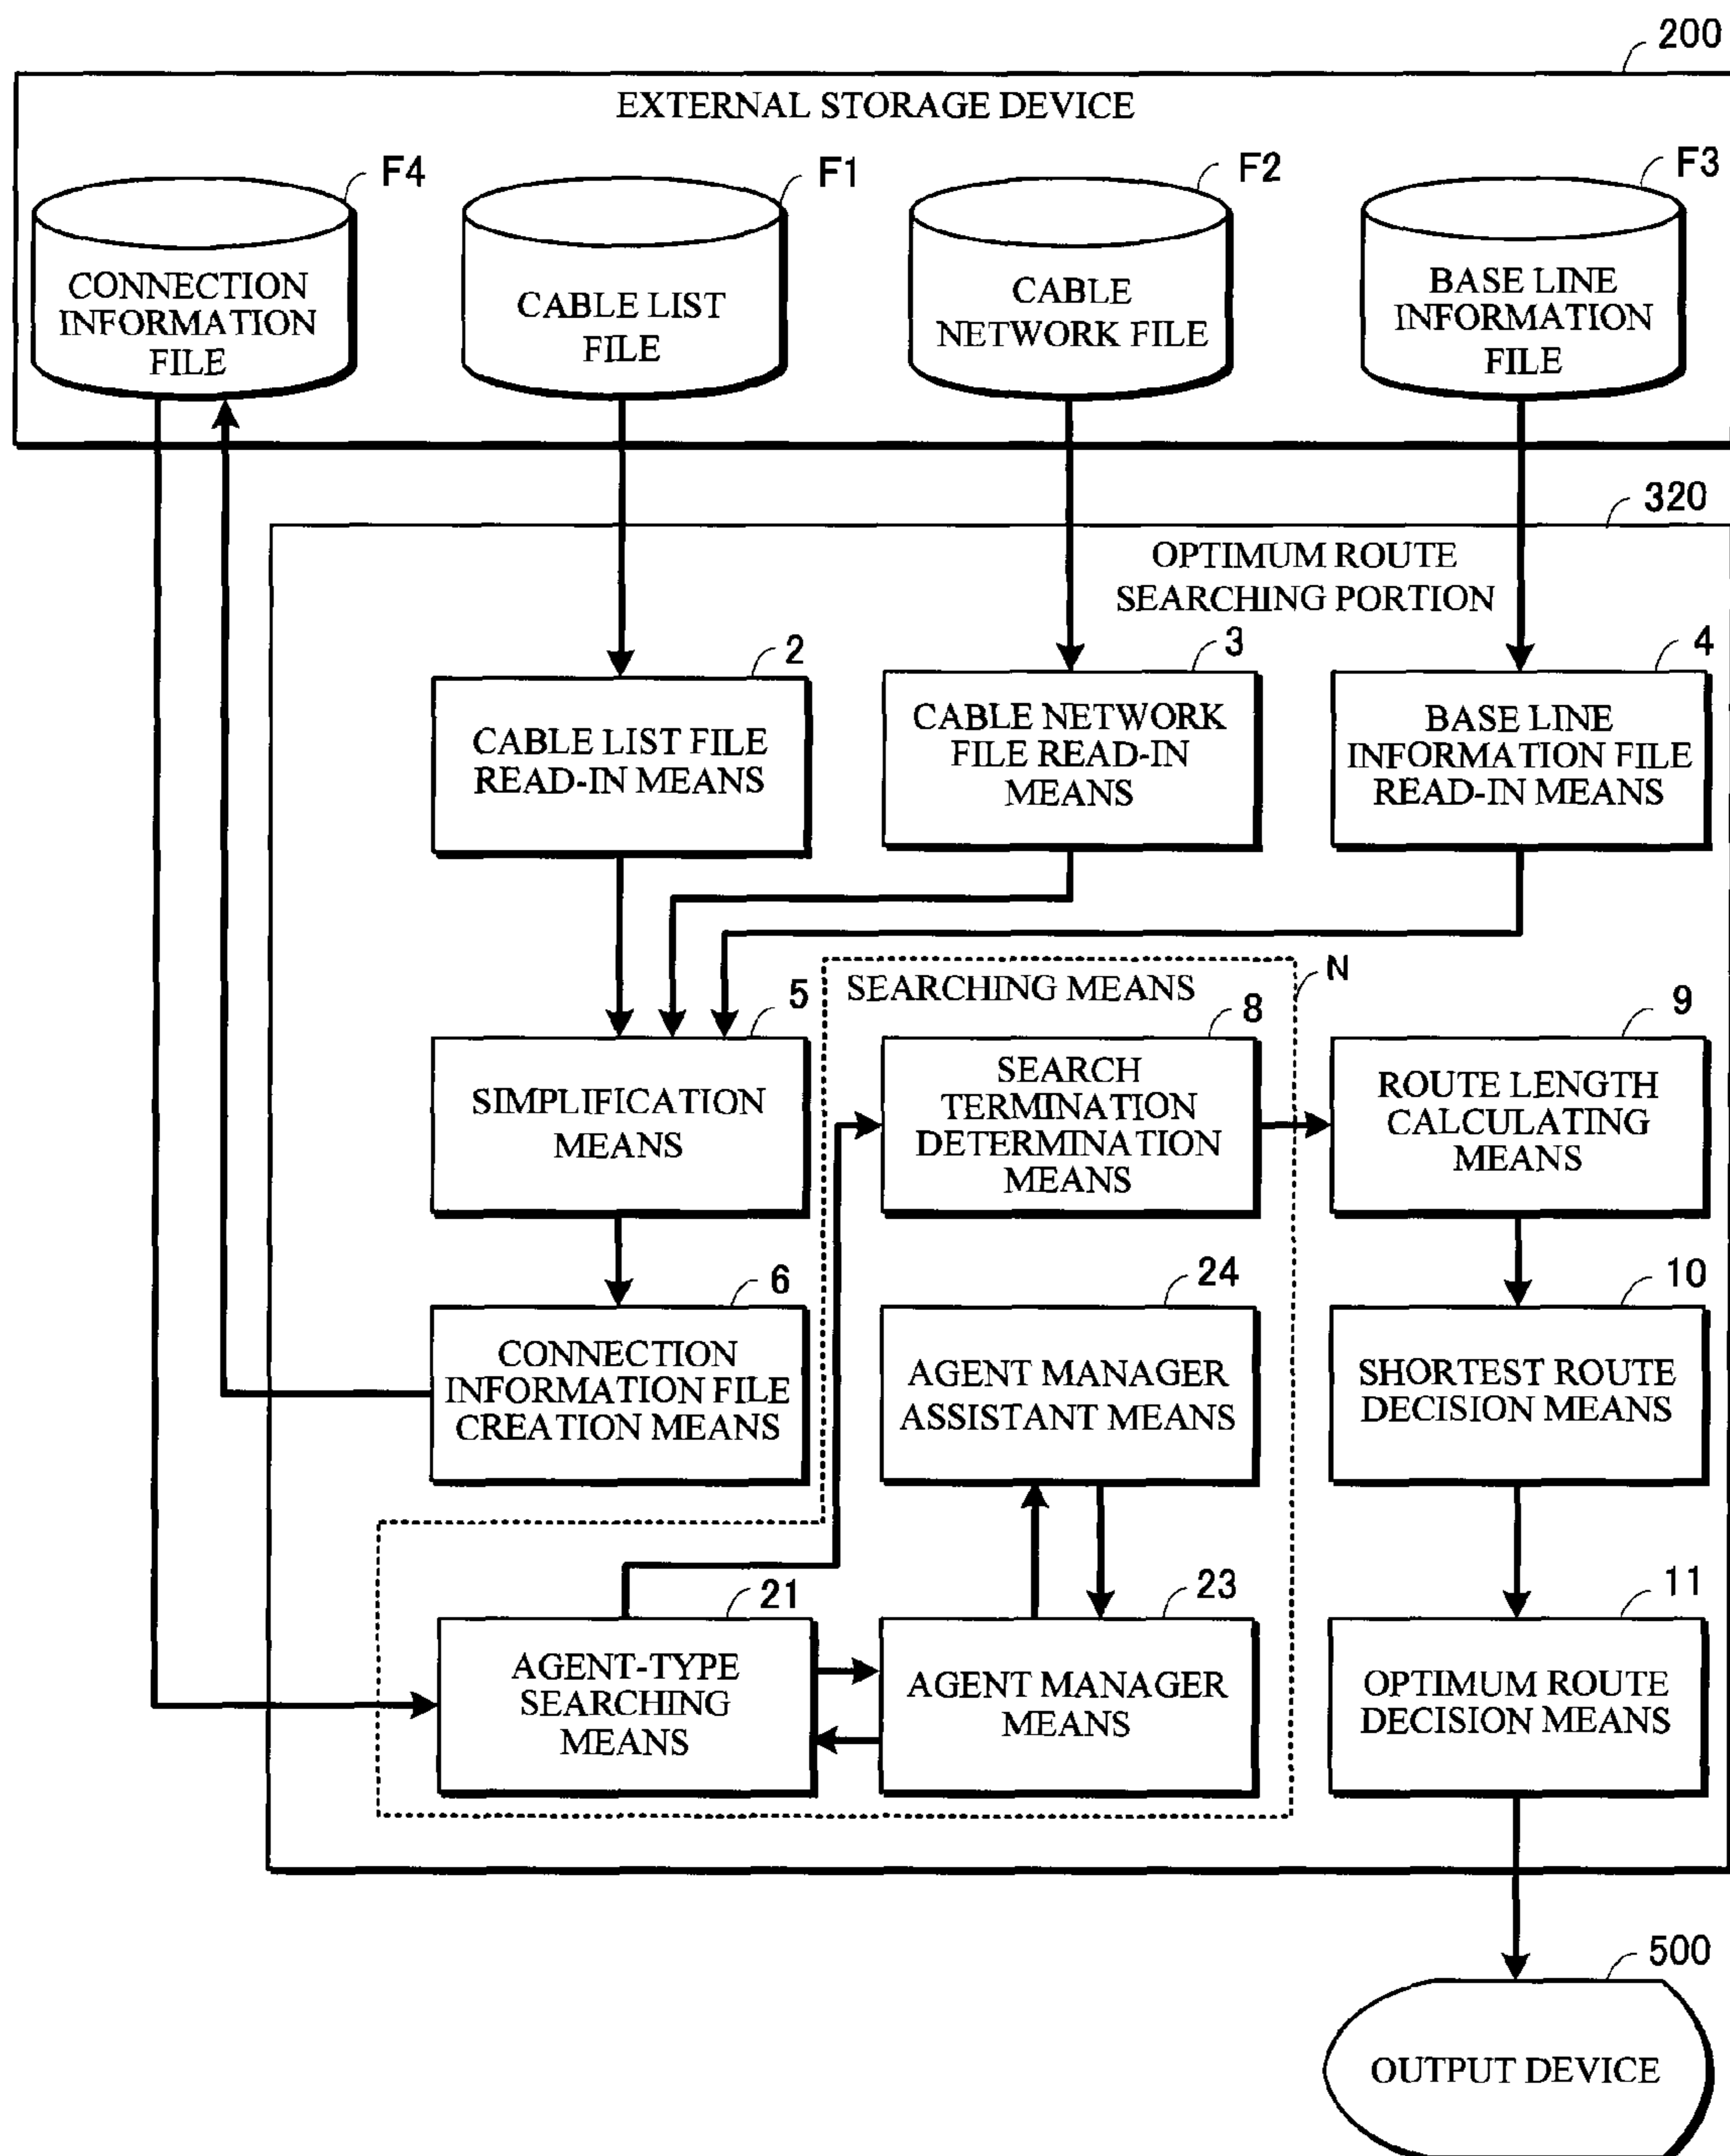 200
EXTERNAL STORAGE DEVICE
F4
F1
F2
F3
CONNECTION
INFORMATION
FILE
CABLE LIST
FILE
CABLE
NETWORK FILE
BASE LINE
INFORMATION
FILE
320
OPTIMUM ROUTE
SEARCHING PORTION
2
3
4
CABLE LIST FILE
READ-IN MEANS
CABLE NETWORK
FILE READ-IN
MEANS
BASE LINE
INFORMATION FILE
READ-IN MEANS
N
SEARCHING MEANS
5
8
9
SIMPLIFICATION
MEANS
SEARCH
TERMINATION
DETERMINATION
MEANS
ROUTE LENGTH
CALCULATING
MEANS
6
24
10
CONNECTION
INFORMATION FILE
CREATION MEANS
AGENT MANAGER
ASSISTANT MEANS
SHORTEST ROUTE
DECISION MEANS
21
23
11
AGENT-TYPE
SEARCHING
MEANS
AGENT MANAGER
MEANS
OPTIMUM ROUTE
DECISION MEANS
500
OUTPUT DEVICE